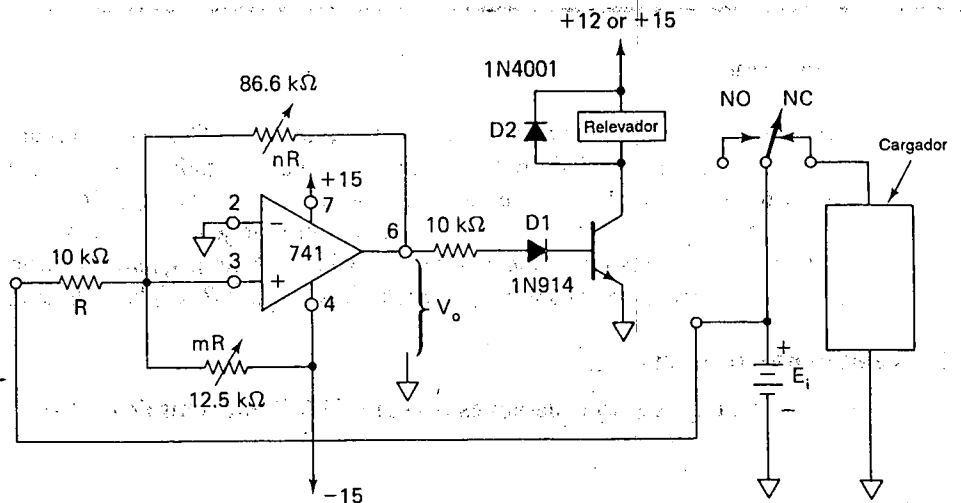 +12 or +15
1N4001
86.6 kΩ
NO NC
D2
Relevador
Cargador
nR
+15
7
2
−
6
10 kΩ
D1
741
10 kΩ
3
+
R
4
1N914
Vo
mR
+
Ei
−
12.5 kΩ
−15